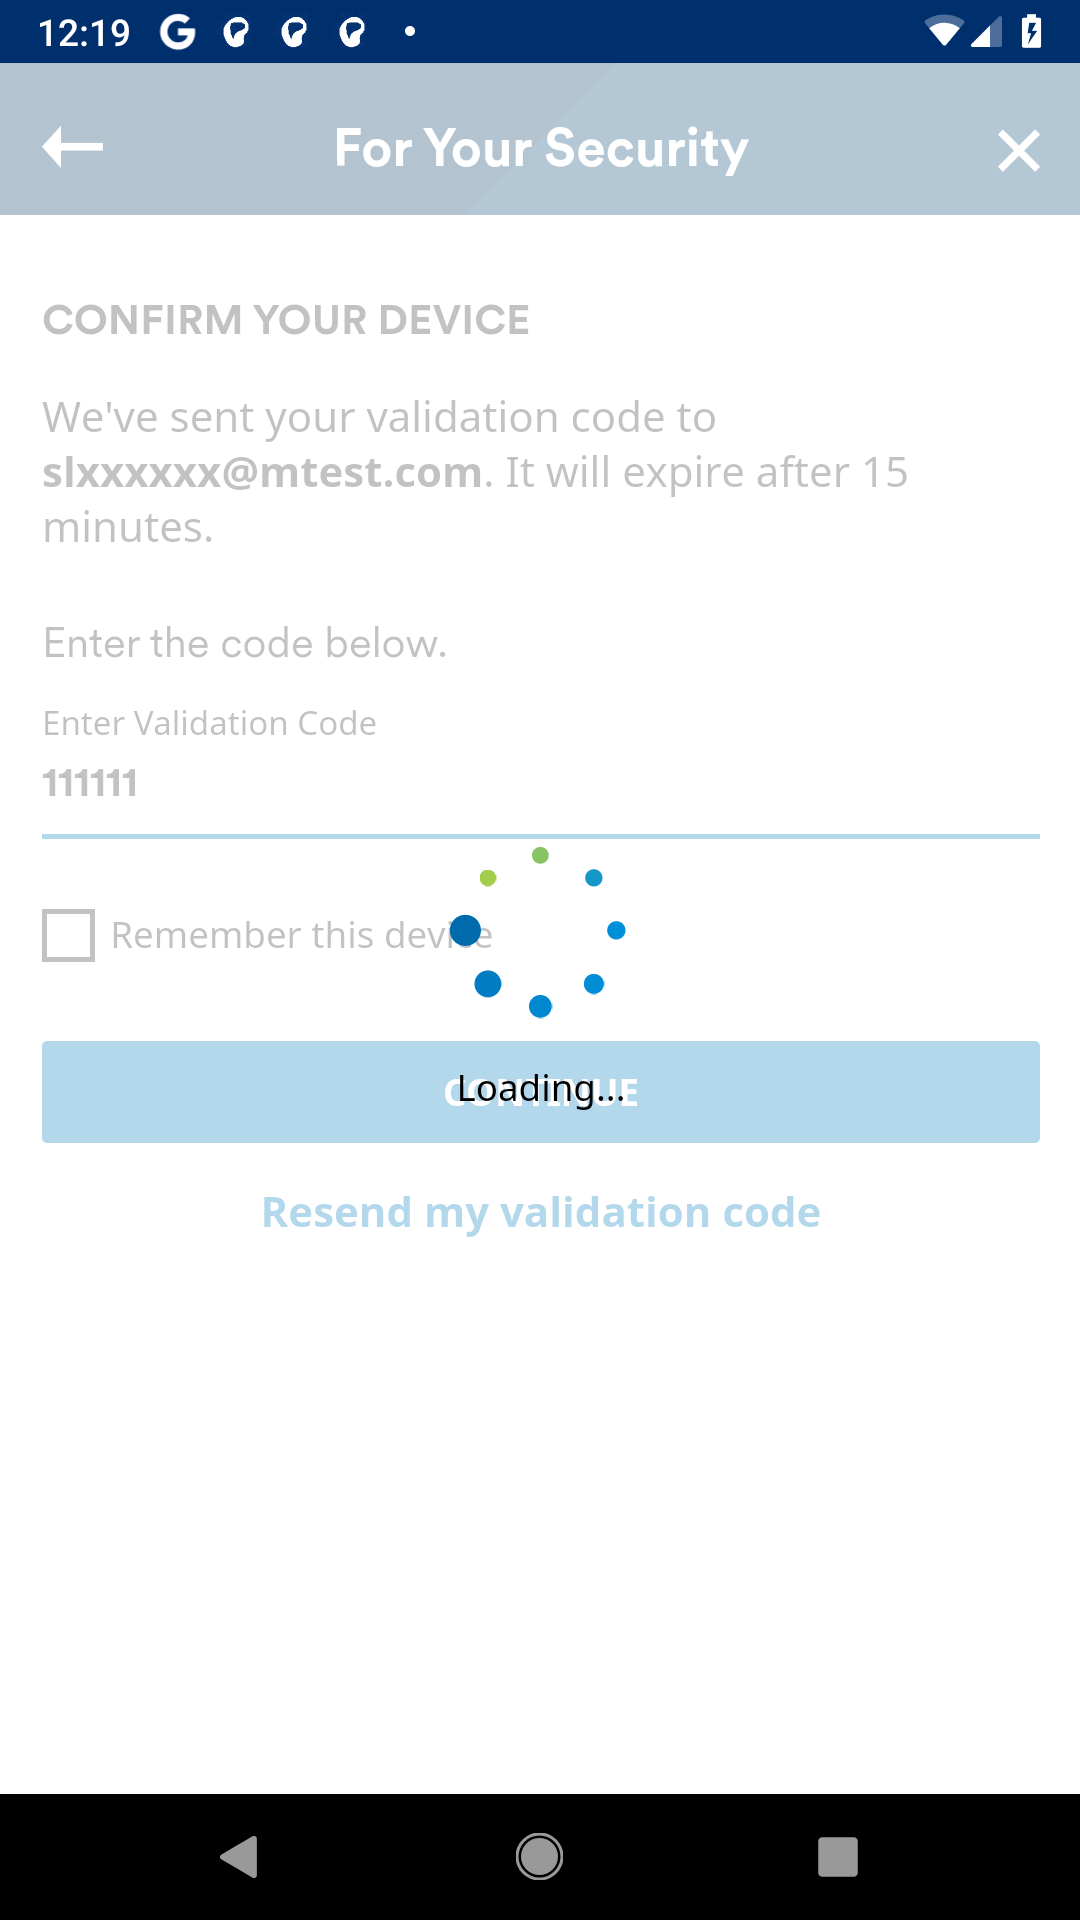 12:19
For Your Security
CONFIRM YOUR DEVICE
We've sent your validation code to
slxxxxxx@mtest.com. It will expire after 15
minutes.
Enter the code below.
Enter Validation Code
111111
Remember this device
CONTINUE
Loading...
Resend my validation code